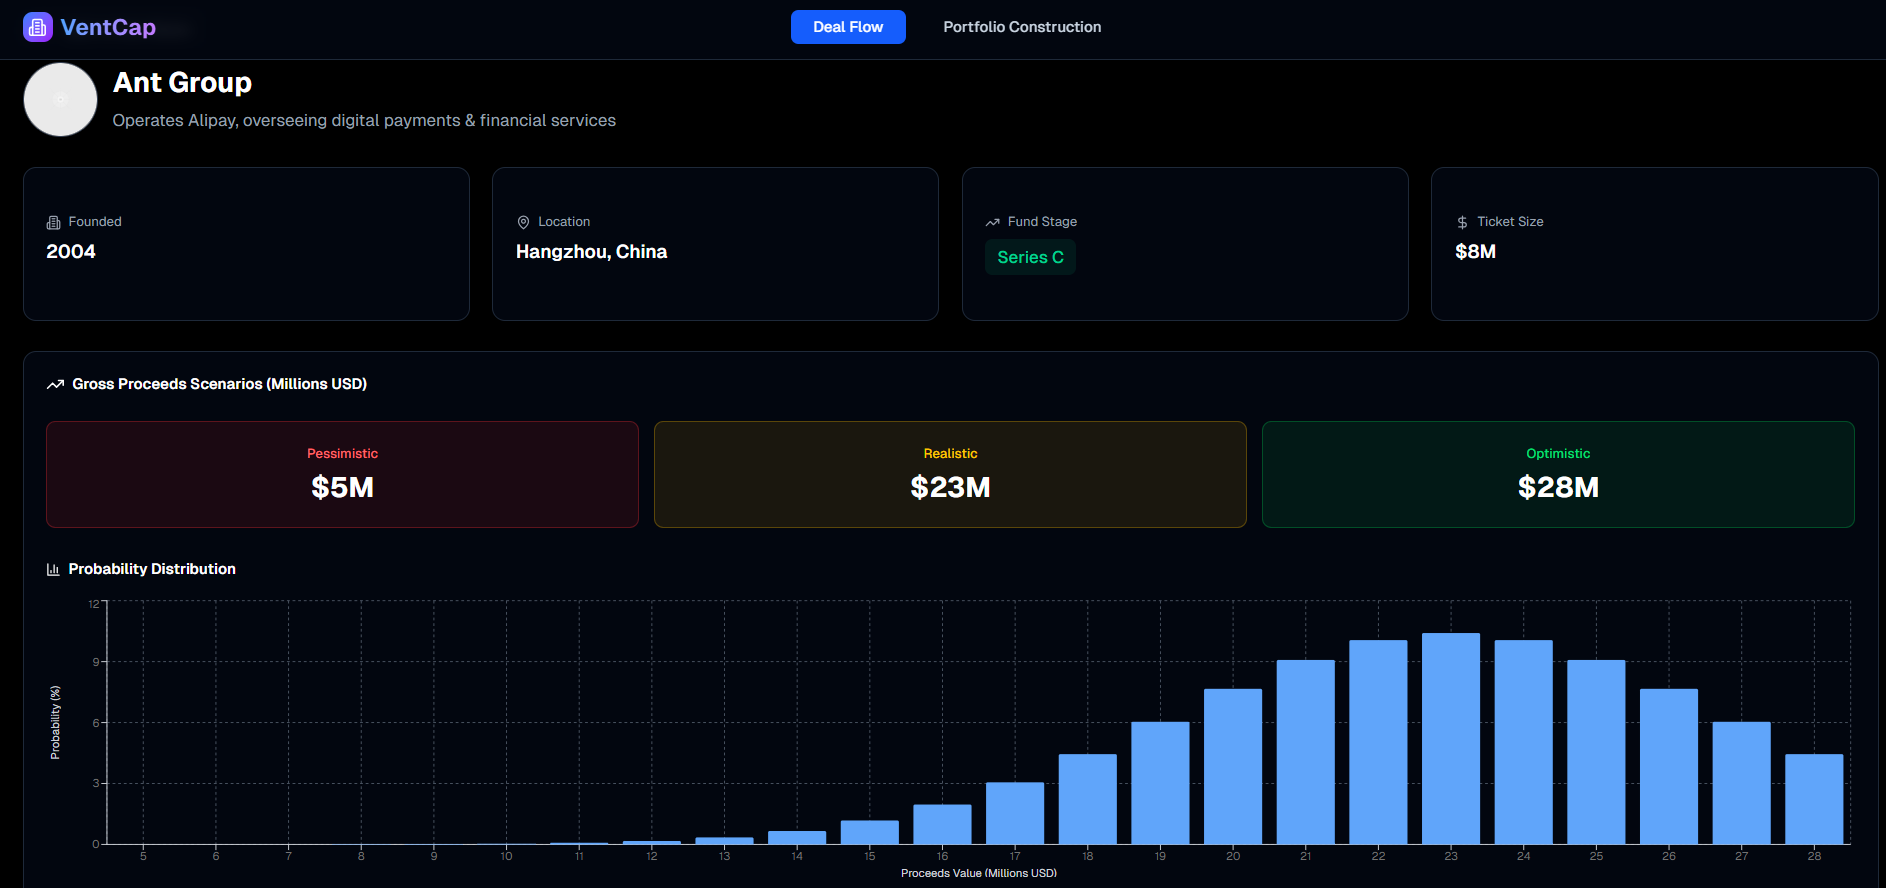 VentCap
Deal Flow
Portfolio Construction
Ant Group
Operates Alipay, overseeing digital payments & financial services
Founded
2004
Location
Hangzhou, China
Fund Stage
Series C
Ticket Size
$8M
Gross Proceeds Scenarios (Millions USD)
Pessimistic
$5M
Realistic
$23M
Optimistic
$28M
Probability Distribution
12
9
6
3
0
Probability (%)
5 6 7 8 9 10 11 12 13 14 15 16 17 18 19 20 21 22 23 24 25 26 27 28
Proceeds Value (Millions USD)